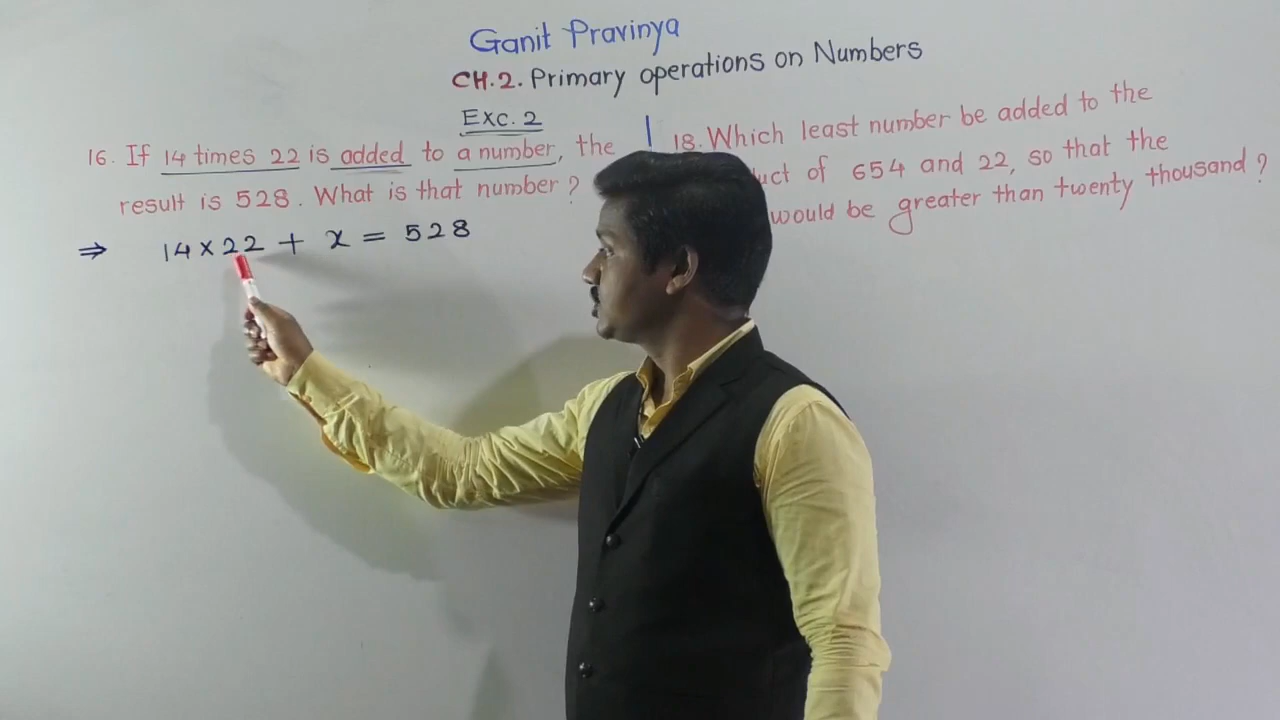 Ganit Pravinya
CH.2. Primary operations on Numbers
Exc. 2
16. If 14 times 22 is added to a number, the
result is 528. What is that number?
⇒ 14 × 22 + x = 528
18. Which least number be added to the
of 654 and 22, so that the
would be greater than twenty thousand?